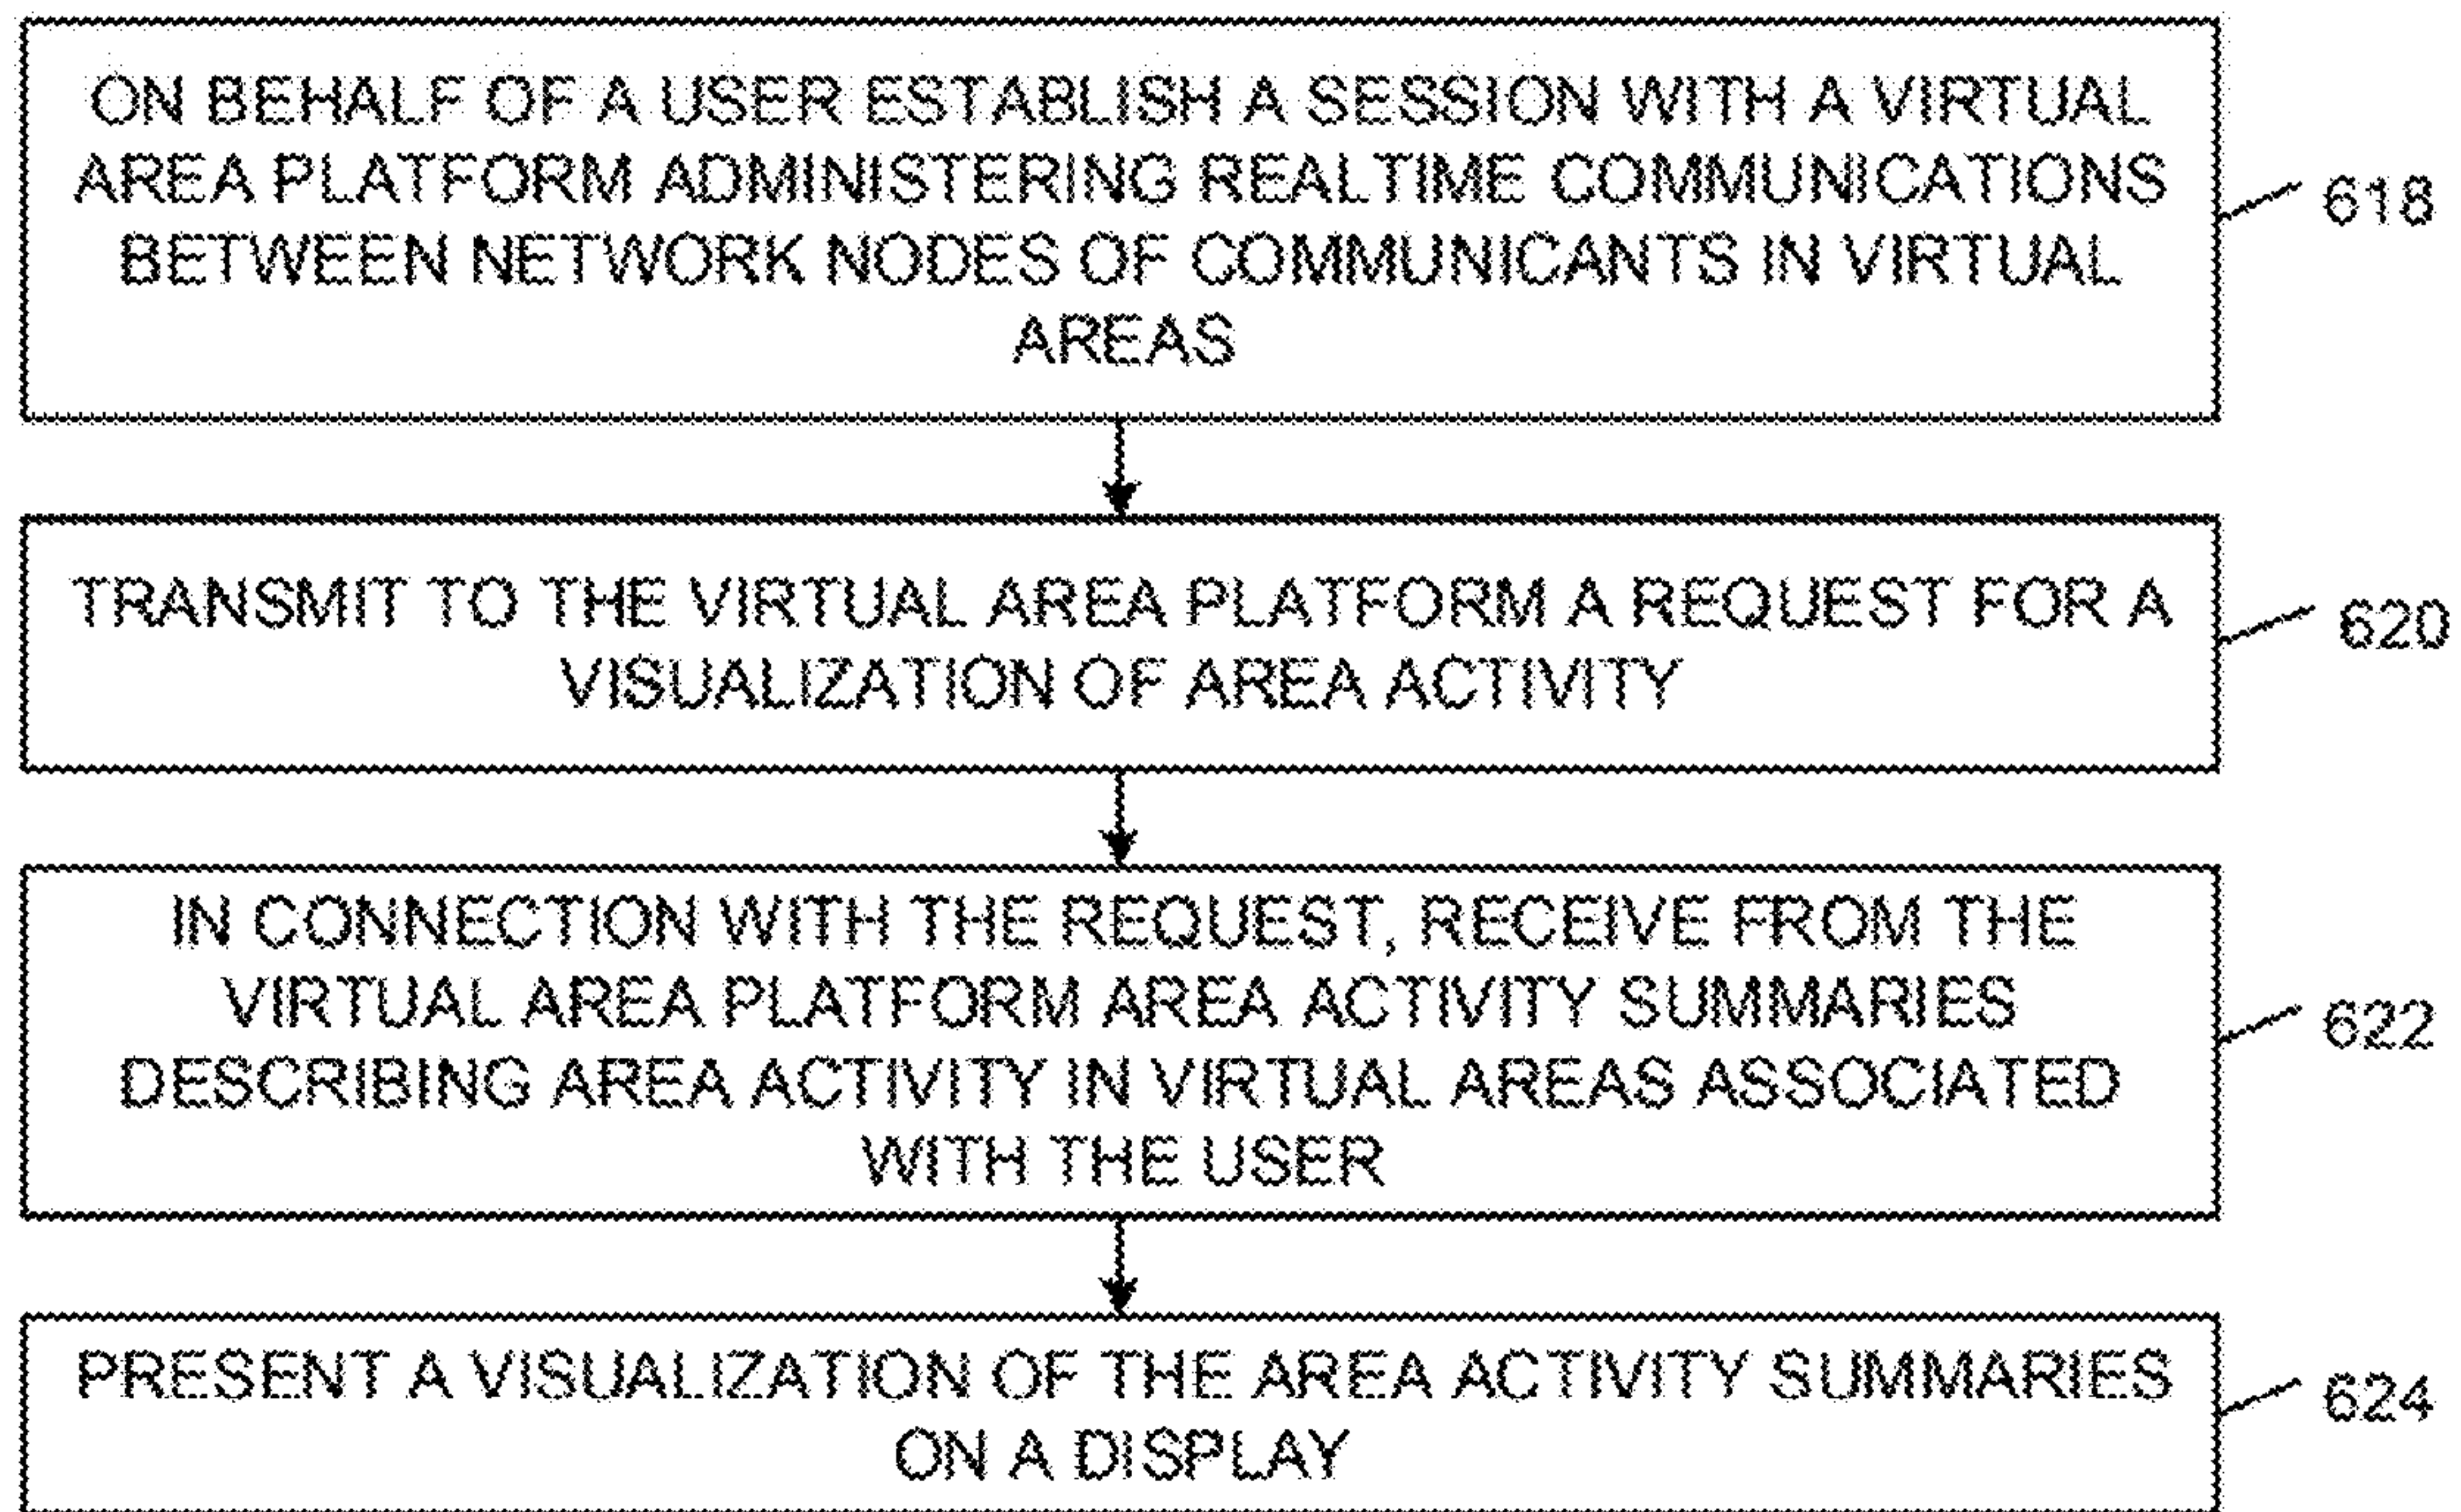 ON BEHALF OF A USER ESTABLISH A SESSION WITH A VIRTUAL
AREA PLATFORM ADMINISTERING REALTIME COMMUNICATIONS
BETWEEN NETWORK NODES OF COMMUNICANTS IN VIRTUAL
AREAS
618
TRANSMIT TO THE VIRTUAL AREA PLATFORM A REQUEST FOR A
VISUALIZATION OF AREA ACTIVITY
620
IN CONNECTION WITH THE REQUEST, RECEIVE FROM THE
VIRTUAL AREA PLATFORM AREA ACTIVITY SUMMARIES
DESCRIBING AREA ACTIVITY IN VIRTUAL AREAS ASSOCIATED
WITH THE USER
622
PRESENT A VISUALIZATION OF THE AREA ACTIVITY SUMMARIES
ON A DISPLAY
624